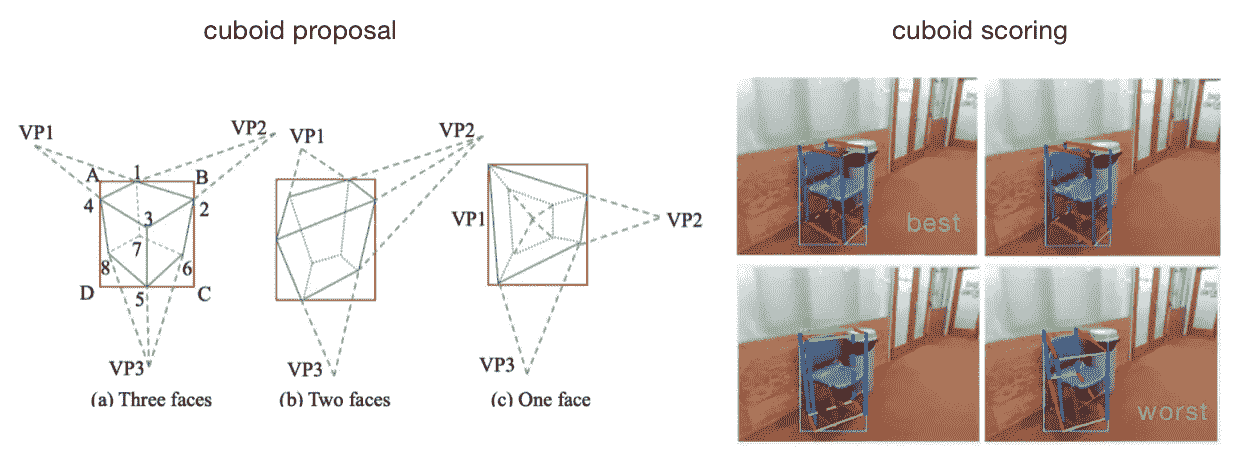 cuboid proposal
cuboid scoring
VP1
VP2
A
1
B
4
2
3
7
8
6
D
5
C
VP3
(a) Three faces
VP1
VP2
VP3
(b) Two faces
VP1
VP2
VP3
(c) One face
best
worst